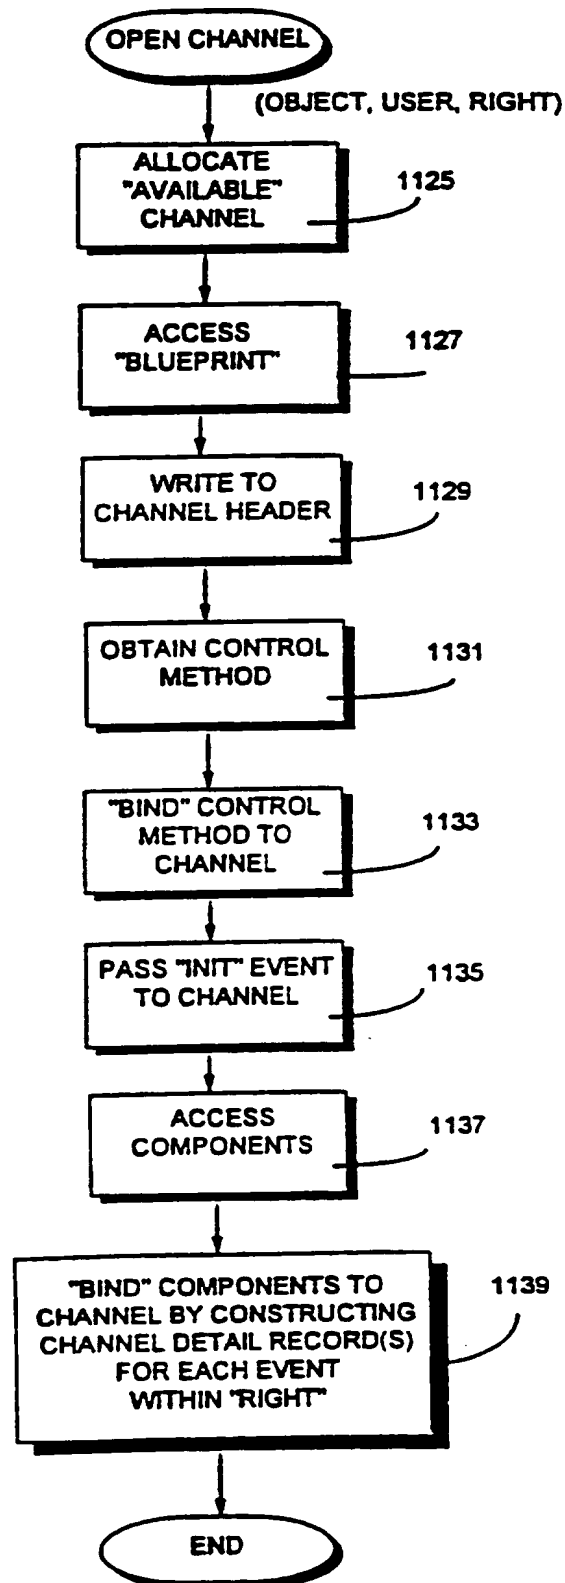 OPEN CHANNEL
(OBJECT, USER, RIGHT)
ALLOCATE
"AVAILABLE"
CHANNEL
1125
ACCESS
"BLUEPRINT"
1127
WRITE TO
CHANNEL HEADER
1129
OBTAIN CONTROL
METHOD
1131
"BIND" CONTROL
METHOD TO
CHANNEL
1133
PASS "INIT" EVENT
TO CHANNEL
1135
ACCESS
COMPONENTS
1137
"BIND" COMPONENTS TO
CHANNEL BY CONSTRUCTING
CHANNEL DETAIL RECORD(S)
FOR EACH EVENT
WITHIN "RIGHT"
1139
END